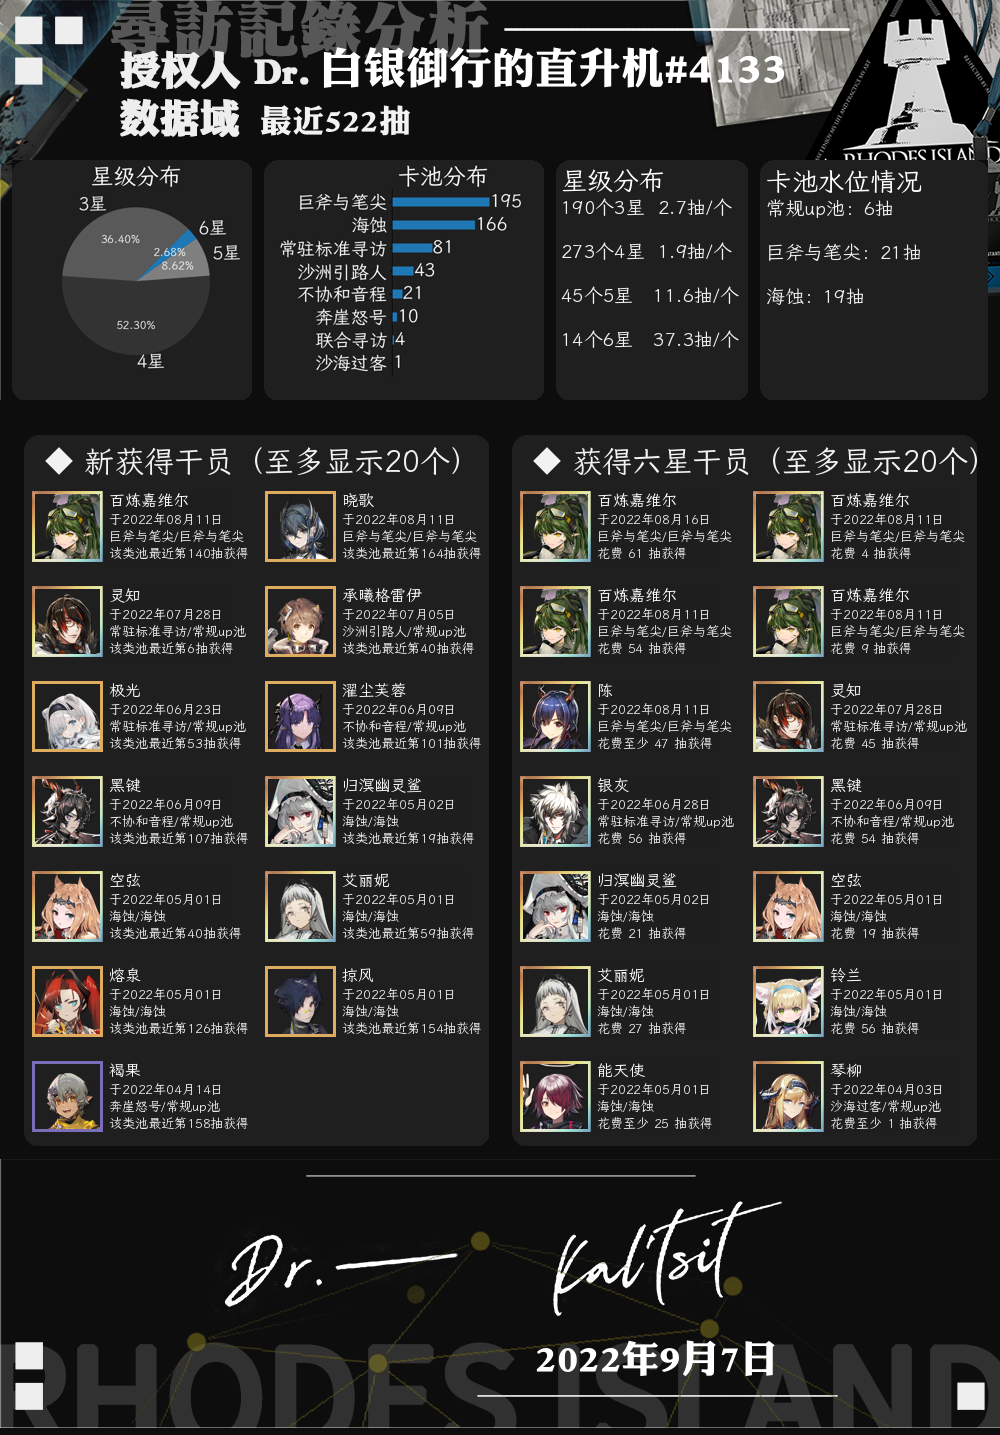 尋訪記錄分析
授权人 Dr. 白银御行的直升机#4133
数据域 最近522抽
RHODES ISLAND
星级分布
3星
6星
5星
4星
36.40%
2.68%
8.62%
52.30%
卡池分布
巨斧与笔尖 195
海蚀 166
常驻标准寻访 81
沙洲引路人 43
不协和音程 21
奔崖怒号 10
联合寻访 4
沙海过客 1
星级分布
190个3星 2.7抽/个
273个4星 1.9抽/个
45个5星 11.6抽/个
14个6星 37.3抽/个
卡池水位情况
常规up池：6抽
巨斧与笔尖：21抽
海蚀：19抽
新获得干员（至多显示20个）
百炼嘉维尔
于2022年08月11日
巨斧与笔尖/巨斧与笔尖
该类池最近第140抽获得
晓歌
于2022年08月11日
巨斧与笔尖/巨斧与笔尖
该类池最近第164抽获得
灵知
于2022年07月28日
常驻标准寻访/常规up池
该类池最近第6抽获得
承曦格雷伊
于2022年07月05日
沙洲引路人/常规up池
该类池最近第40抽获得
极光
于2022年06月23日
常驻标准寻访/常规up池
该类池最近第53抽获得
濯尘芙蓉
于2022年06月09日
不协和音程/常规up池
该类池最近第101抽获得
黑键
于2022年06月09日
不协和音程/常规up池
该类池最近第107抽获得
归溟幽灵鲨
于2022年05月02日
海蚀/海蚀
该类池最近第19抽获得
空弦
于2022年05月01日
海蚀/海蚀
该类池最近第40抽获得
艾丽妮
于2022年05月01日
海蚀/海蚀
该类池最近第59抽获得
熔泉
于2022年05月01日
海蚀/海蚀
该类池最近第126抽获得
掠风
于2022年05月01日
海蚀/海蚀
该类池最近第154抽获得
褐果
于2022年04月14日
奔崖怒号/常规up池
该类池最近第158抽获得
获得六星干员（至多显示20个）
百炼嘉维尔
于2022年08月16日
巨斧与笔尖/巨斧与笔尖
花费 61 抽获得
百炼嘉维尔
于2022年08月11日
巨斧与笔尖/巨斧与笔尖
花费 4 抽获得
百炼嘉维尔
于2022年08月11日
巨斧与笔尖/巨斧与笔尖
花费 54 抽获得
百炼嘉维尔
于2022年08月11日
巨斧与笔尖/巨斧与笔尖
花费 9 抽获得
陈
于2022年08月11日
巨斧与笔尖/巨斧与笔尖
花费至少 47 抽获得
灵知
于2022年07月28日
常驻标准寻访/常规up池
花费 45 抽获得
银灰
于2022年06月28日
常驻标准寻访/常规up池
花费 56 抽获得
黑键
于2022年06月09日
不协和音程/常规up池
花费 54 抽获得
归溟幽灵鲨
于2022年05月02日
海蚀/海蚀
花费 21 抽获得
空弦
于2022年05月01日
海蚀/海蚀
花费 19 抽获得
艾丽妮
于2022年05月01日
海蚀/海蚀
花费 27 抽获得
铃兰
于2022年05月01日
海蚀/海蚀
花费 56 抽获得
能天使
于2022年05月01日
海蚀/海蚀
花费至少 25 抽获得
琴柳
于2022年04月03日
沙海过客/常规up池
花费至少 1 抽获得
Dr.— Kal'tsit
2022年9月7日
RHODES ISLAND